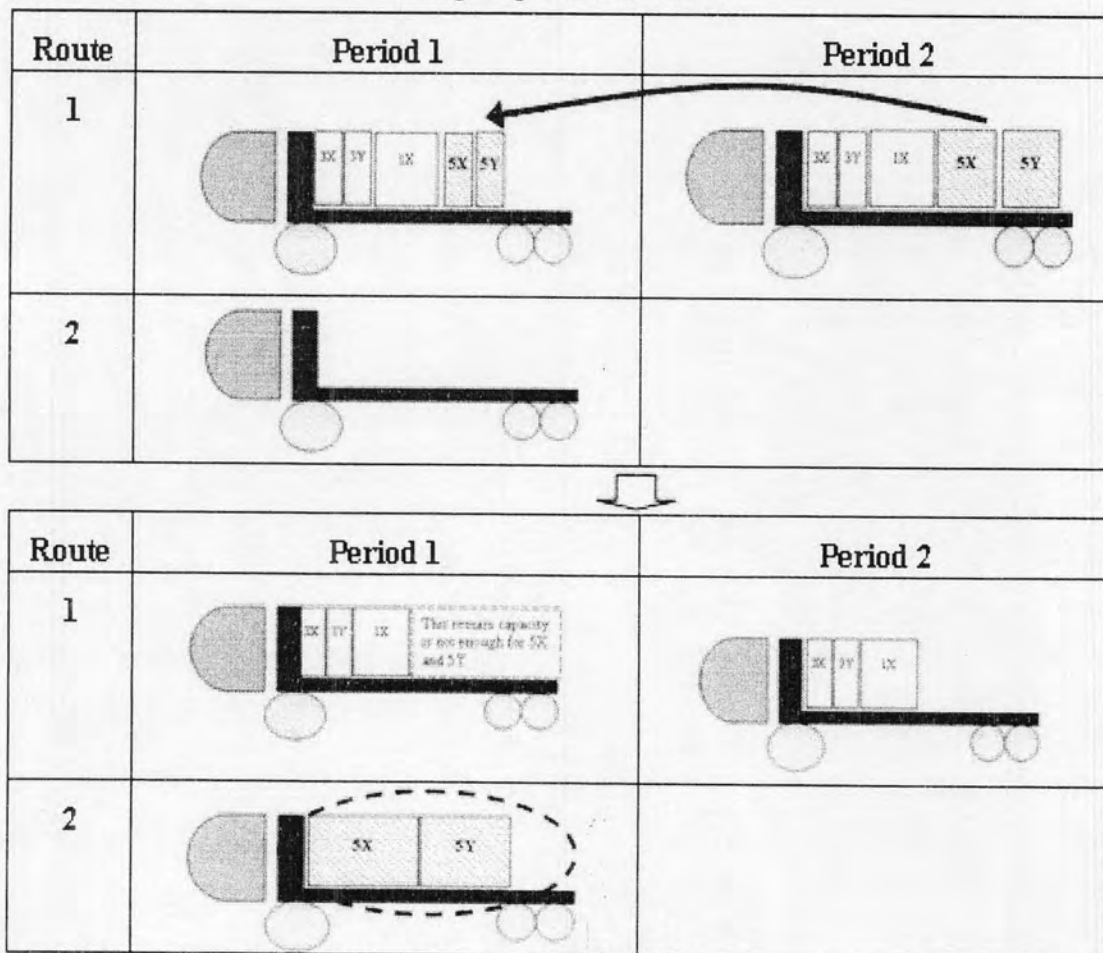 Route Period 1 Period 2
1
3X 3Y 1X 5X 5Y
3X 3Y 1X 5X 5Y
2
Route Period 1 Period 2
1
3X 3Y 1X
This remain capacity
is not enough for 5X
and 5Y
3X 3Y 1X
2
5X 5Y